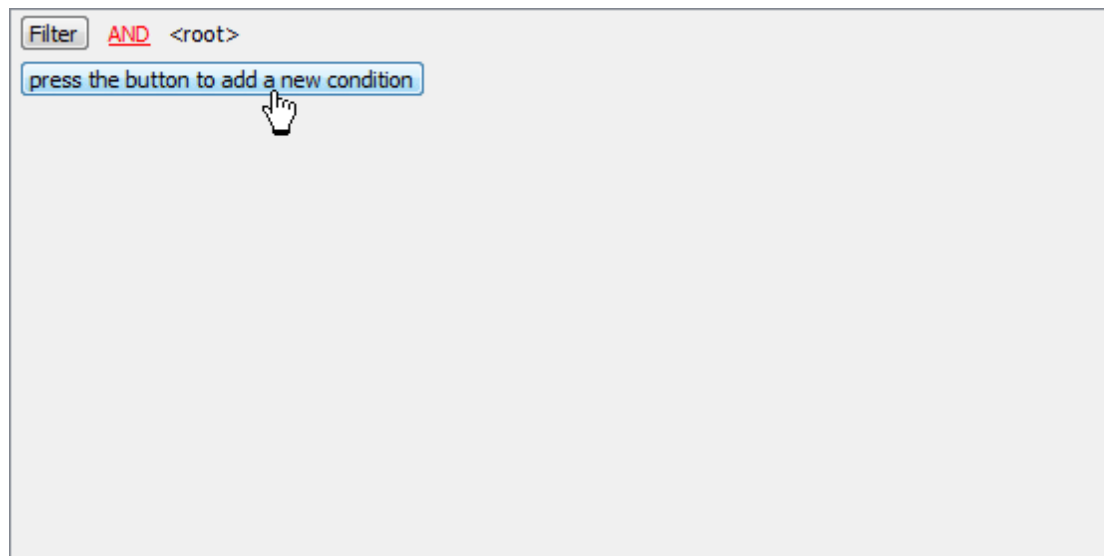 Filter AND <root>
press the button to add a new condition